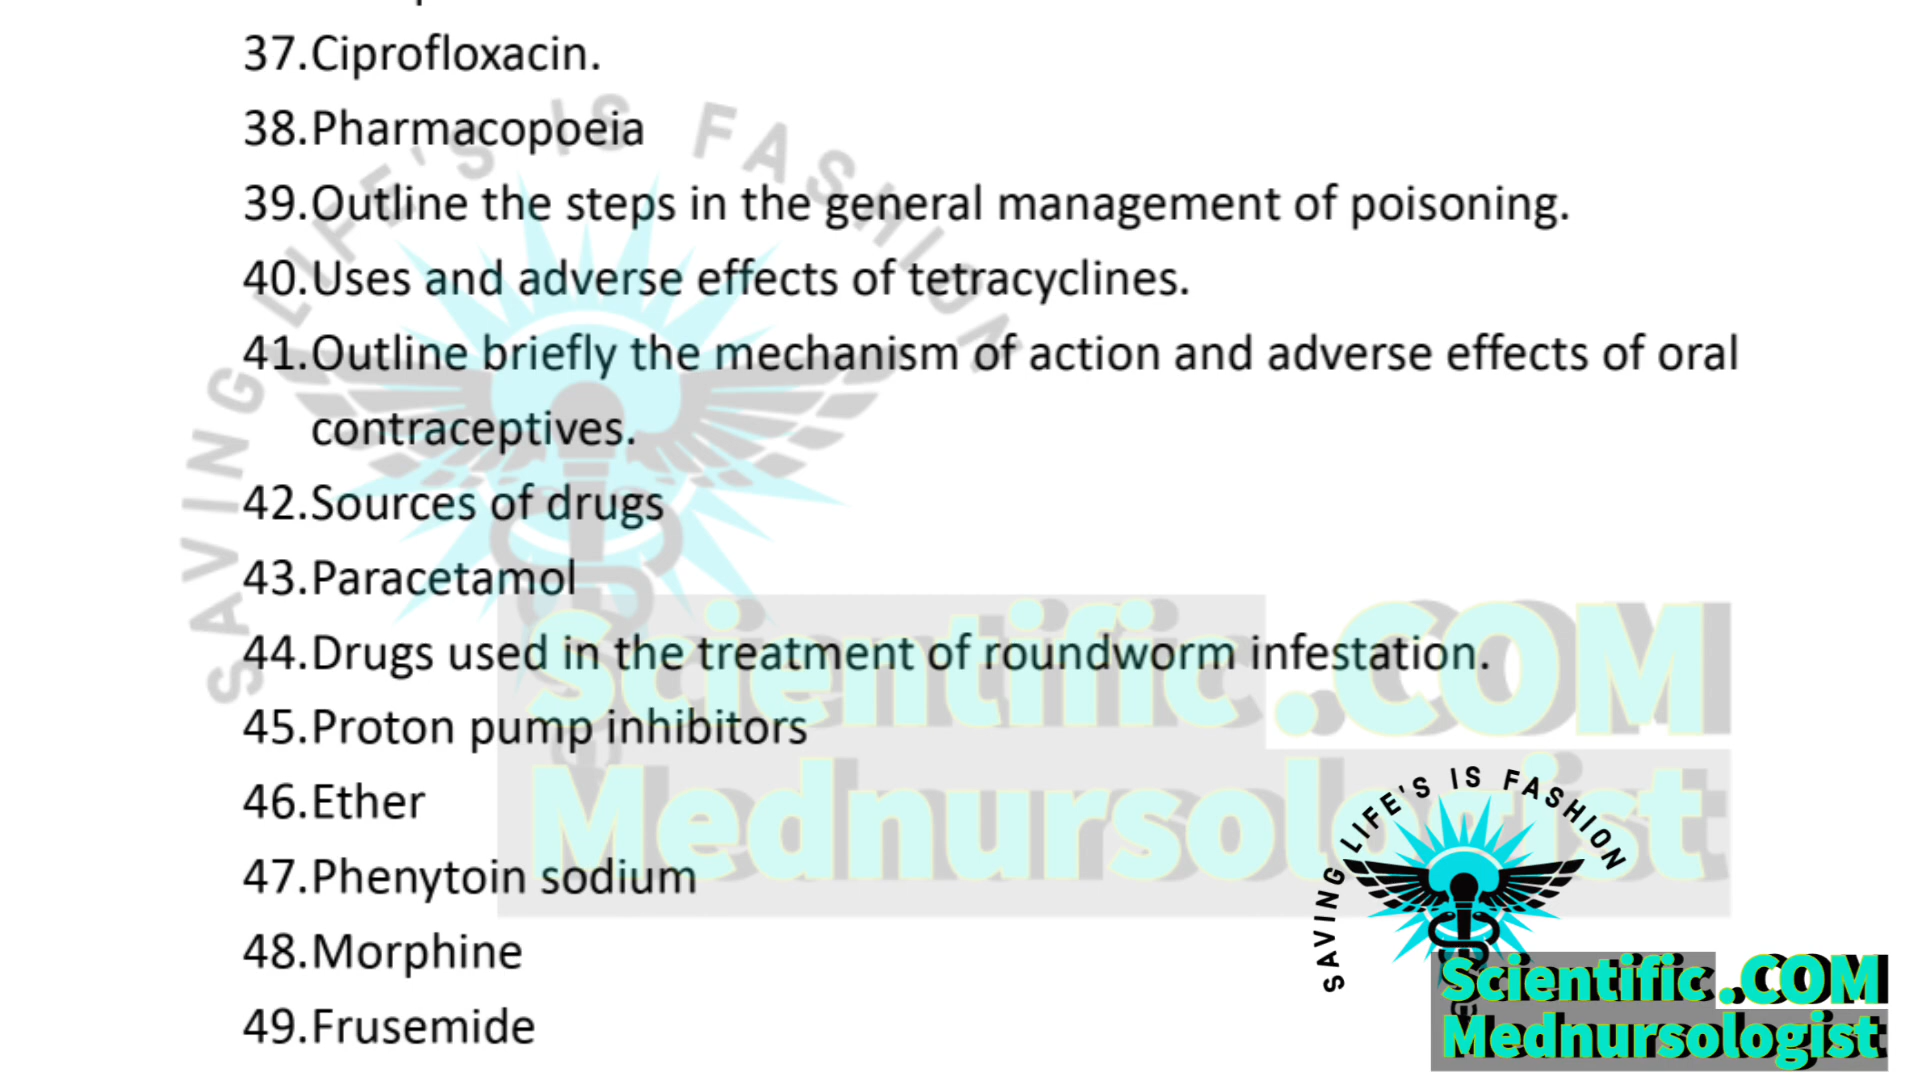 37.Ciprofloxacin.
38.Pharmacopoeia
39.Outline the steps in the general management of poisoning.
40.Uses and adverse effects of tetracyclines.
41.Outline briefly the mechanism of action and adverse effects of oral
contraceptives.
42.Sources of drugs
43.Paracetamol
44.Drugs used in the treatment of roundworm infestation.
45.Proton pump inhibitors
46.Ether
47.Phenytoin sodium
48.Morphine
49.Frusemide
SAVING LIFE'S IS FASHION
Scientific .COM
Mednursologist
SAVING LIFE'S IS FASHION
Scientific .COM
Mednursologist